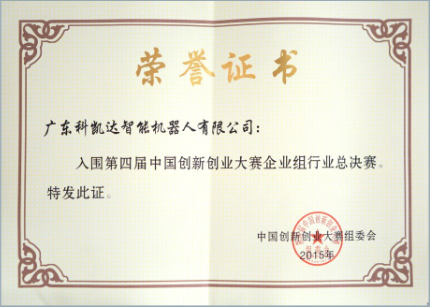 荣誉证书
广东科凯达智能机器人有限公司：
入围第四届中国创新创业大赛企业组行业总决赛。
特发此证。
中国创新创业大赛组委会
2015年